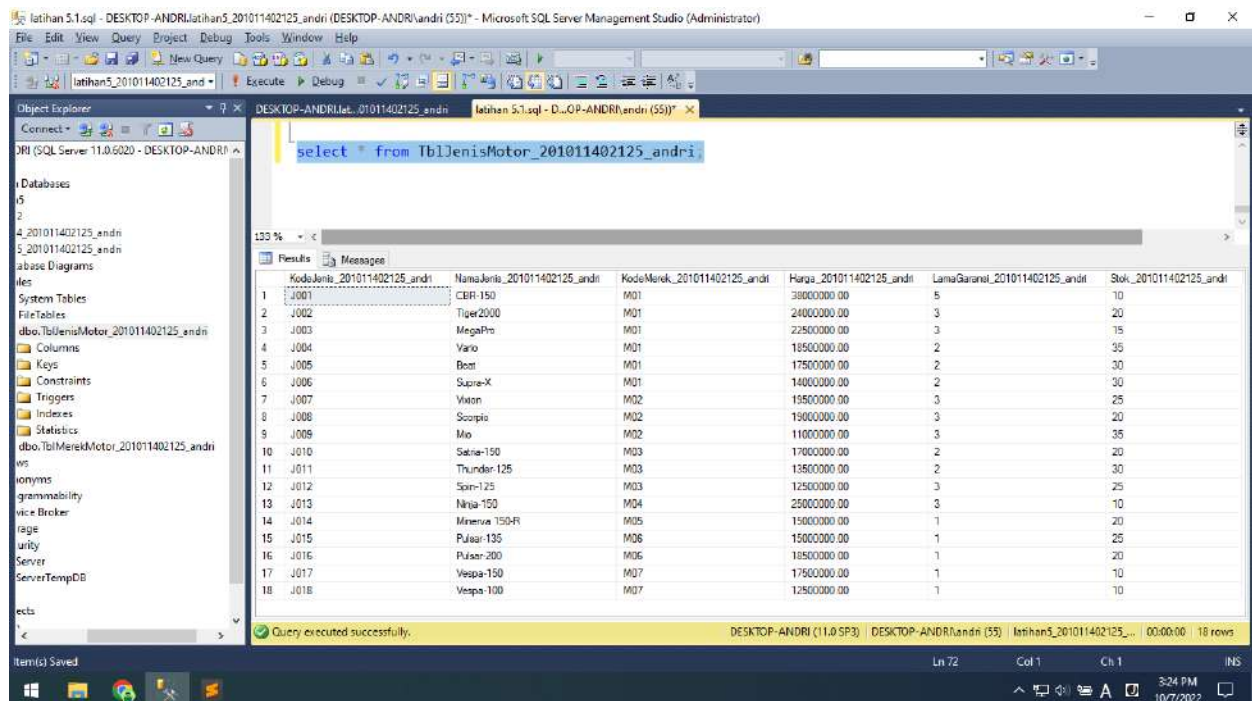 latihan 5.1.sql - DESKTOP-ANDRI.latihan5_201011402125_andri (DESKTOP-ANDRI\andri (55))* - Microsoft SQL Server Management Studio (Administrator)
File Edit View Query Project Debug Tools Window Help
New Query
latihan5_201011402125_and Execute Debug
Object Explorer
Connect
DRI (SQL Server 11.0.6020 - DESKTOP-ANDRI\
Databases
4_201011402125_andri
5_201011402125_andri
abase Diagrams
les
System Tables
FileTables
dbo.TblJenisMotor_201011402125_andri
Columns
Keys
Constraints
Triggers
Indexes
Statistics
dbo.TblMerekMotor_201011402125_andri
ws
onyms
grammability
vice Broker
rage
urity
Server
ServerTempDB
ects
DESKTOP-ANDRI.lat...01011402125_andri latihan 5.1.sql - D...OP-ANDRI\andri (55))*
select * from TblJenisMotor_201011402125_andri;
133 %
Results Messages
KodeJenis_201011402125_andri NamaJenis_201011402125_andri KodeMerek_201011402125_andri Harga_201011402125_andri LamaGaransi_201011402125_andri Stok_201011402125_andri
1 J001 CBR-150 M01 38000000.00 5 10
2 J002 Tiger2000 M01 24000000.00 3 20
3 J003 MegaPro M01 22500000.00 3 15
4 J004 Vario M01 18500000.00 2 35
5 J005 Beat M01 17500000.00 2 30
6 J006 Supra-X M01 14000000.00 2 30
7 J007 Vixion M02 19500000.00 3 25
8 J008 Scorpio M02 19000000.00 3 20
9 J009 Mio M02 11000000.00 3 35
10 J010 Satria-150 M03 17000000.00 2 20
11 J011 Thunder-125 M03 13500000.00 2 30
12 J012 Spin-125 M03 12500000.00 3 25
13 J013 Ninja-150 M04 25000000.00 3 10
14 J014 Minerva 150-R M05 15000000.00 1 20
15 J015 Pulsar-135 M06 15000000.00 1 25
16 J016 Pulsar-200 M06 18500000.00 1 20
17 J017 Vespa-150 M07 17500000.00 1 10
18 J018 Vespa-100 M07 12500000.00 1 10
Query executed successfully. DESKTOP-ANDRI (11.0 SP3) DESKTOP-ANDRI\andri (55) latihan5_201011402125_... 00:00:00 18 rows
Item(s) Saved Ln 72 Col 1 Ch 1 INS
A 3:24 PM
10/7/2022